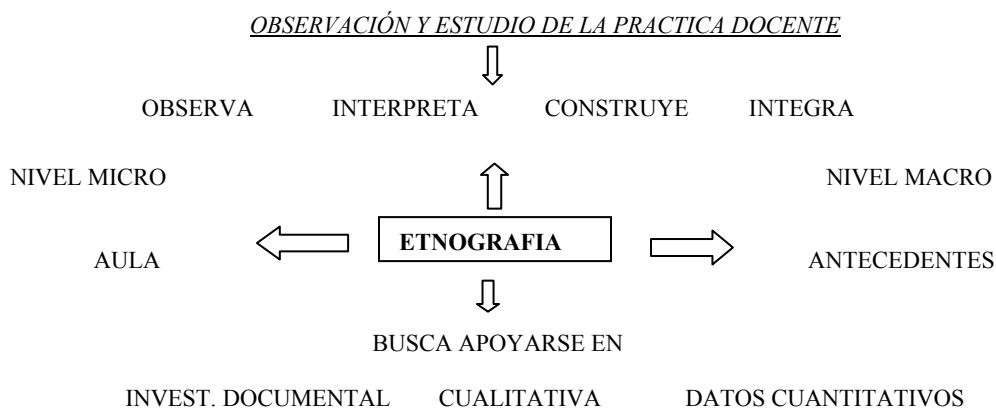 OBSERVACIÓN Y ESTUDIO DE LA PRACTICA DOCENTE
OBSERVA INTERPRETA CONSTRUYE INTEGRA
NIVEL MICRO NIVEL MACRO
ETNOGRAFIA
AULA ANTECEDENTES
BUSCA APOYARSE EN
INVEST. DOCUMENTAL CUALITATIVA DATOS CUANTITATIVOS